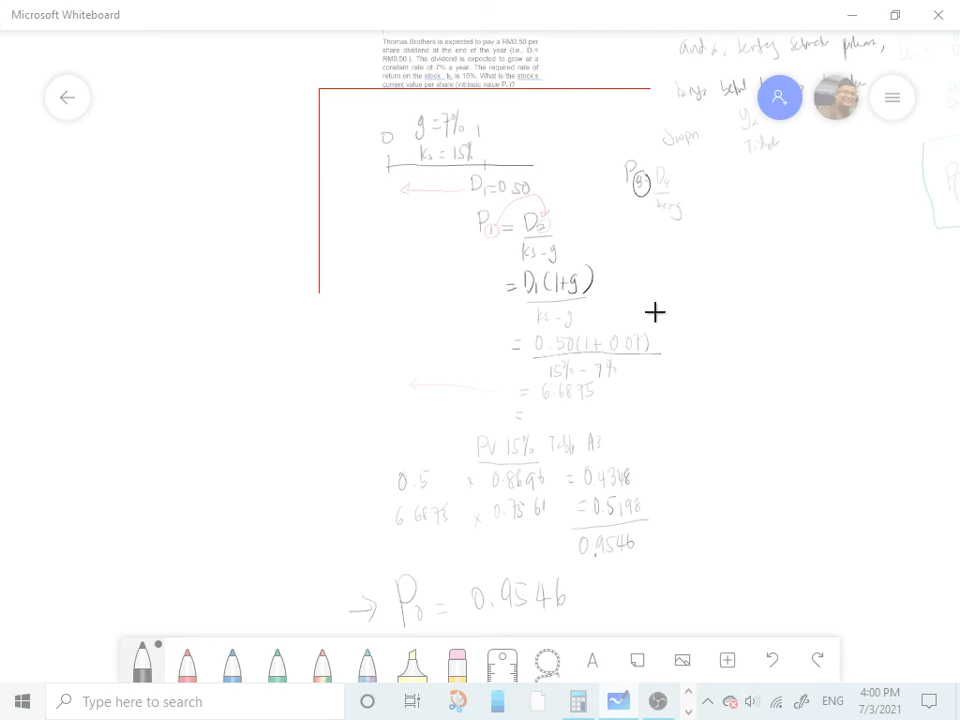 Microsoft Whiteboard
Thomas Brothers is expected to pay a RM0.50 per
share dividend at the end of the year (i.e., D₁=
RM0.50). The dividend is expected to grow at a
constant rate of 7% a year. The required rate of
return on the stock, kₛ is 15%. What is the stock's
current value per share (intrinsic value P₀)?
0 g = 7% 1
ks = 15%
D₁ = 0.50
P₁ = D₂
ks - g
= D₁(1+g)
ks - g
= 0.50(1 + 0.07)
15% - 7%
= 6.6875
=
PV 15% Table A3
0.5 x 0.8696 = 0.4348
6.6875 x 0.7561 = 0.5198
0.9546
→ P₀ = 0.9546
D₄
Type here to search
ENG
4:00 PM
7/3/2021